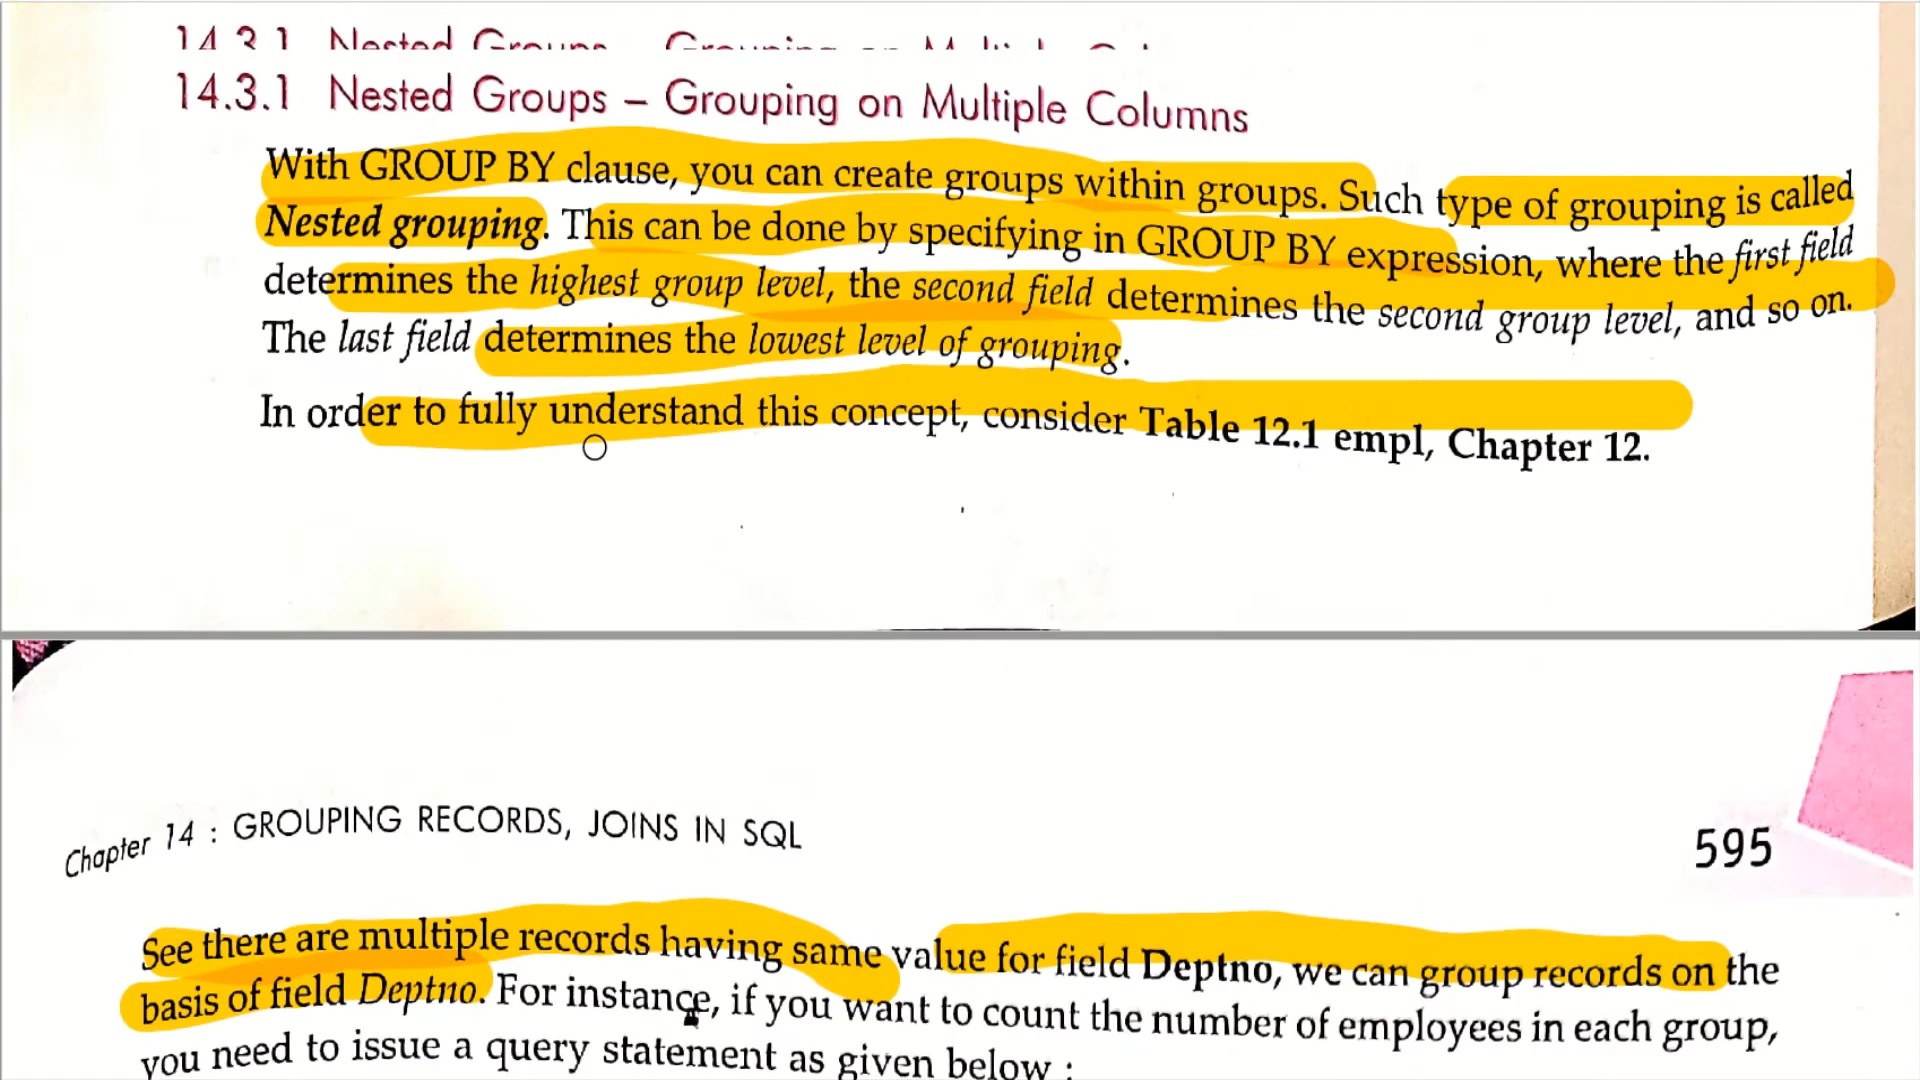 14.3.1 Nested Groups – Grouping on Multiple Columns
With GROUP BY clause, you can create groups within groups. Such type of grouping is called
Nested grouping. This can be done by specifying in GROUP BY expression, where the first field
determines the highest group level, the second field determines the second group level, and so on.
The last field determines the lowest level of grouping.
In order to fully understand this concept, consider Table 12.1 empl, Chapter 12.
Chapter 14 : GROUPING RECORDS, JOINS IN SQL
595
See there are multiple records having same value for field Deptno, we can group records on the
basis of field Deptno. For instance, if you want to count the number of employees in each group,
you need to issue a query statement as given below :